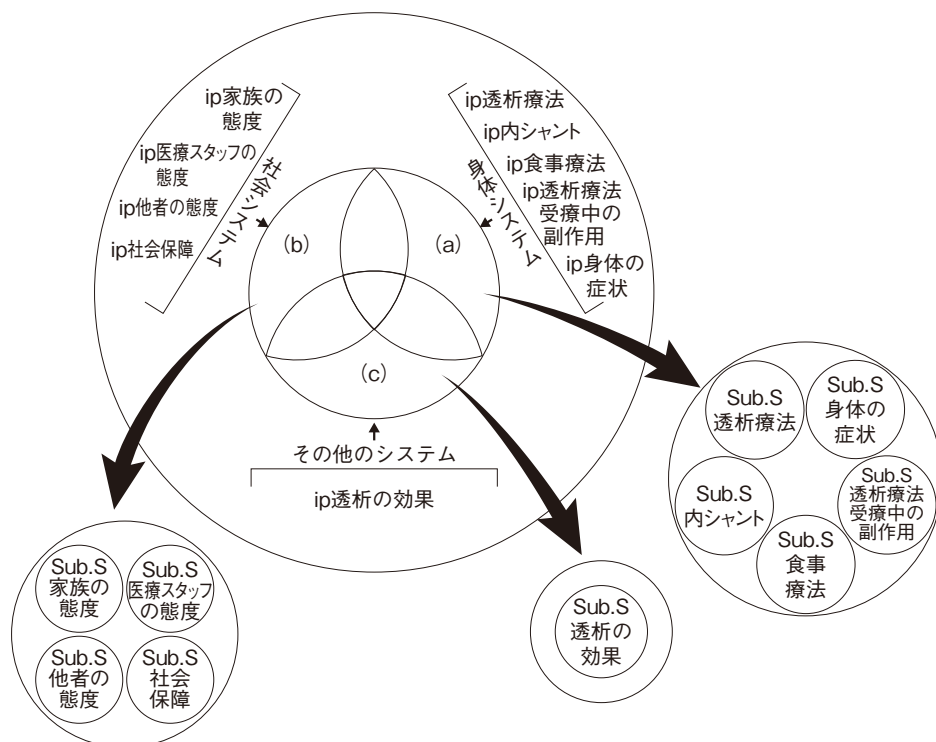 ip家族の
態度
ip医療スタッフの
態度
ip他者の態度
ip社会保障
社会システム
ip透析療法
ip内シャント
ip食事療法
ip透析療法
受療中の
副作用
ip身体の
症状
身体システム
(b)
(a)
(c)
その他のシステム
ip透析の効果
Sub.S
透析療法
Sub.S
身体の
症状
Sub.S
内シャント
Sub.S
透析療法
受療中の
副作用
Sub.S
食事
療法
Sub.S
家族の
態度
Sub.S
医療スタッフ
の態度
Sub.S
他者の
態度
Sub.S
社会
保障
Sub.S
透析の
効果